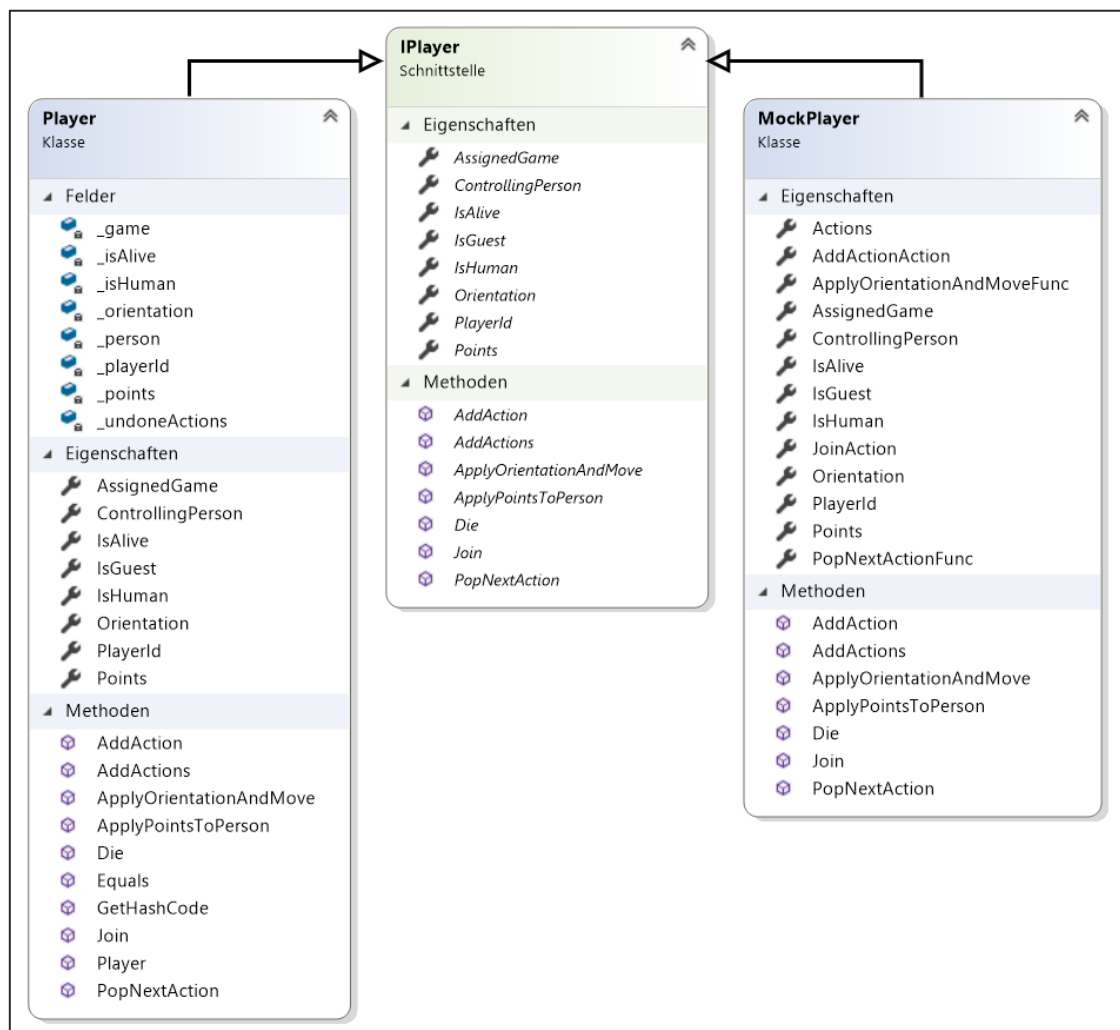 IPlayer
Schnittstelle
Eigenschaften
AssignedGame
ControllingPerson
IsAlive
IsGuest
IsHuman
Orientation
PlayerId
Points
Methoden
AddAction
AddActions
ApplyOrientationAndMove
ApplyPointsToPerson
Die
Join
PopNextAction
Player
Klasse
Felder
_game
_isAlive
_isHuman
_orientation
_person
_playerId
_points
_undoneActions
Eigenschaften
AssignedGame
ControllingPerson
IsAlive
IsGuest
IsHuman
Orientation
PlayerId
Points
Methoden
AddAction
AddActions
ApplyOrientationAndMove
ApplyPointsToPerson
Die
Equals
GetHashCode
Join
Player
PopNextAction
MockPlayer
Klasse
Eigenschaften
Actions
AddActionAction
ApplyOrientationAndMoveFunc
AssignedGame
ControllingPerson
IsAlive
IsGuest
IsHuman
JoinAction
Orientation
PlayerId
Points
PopNextActionFunc
Methoden
AddAction
AddActions
ApplyOrientationAndMove
ApplyPointsToPerson
Die
Join
PopNextAction